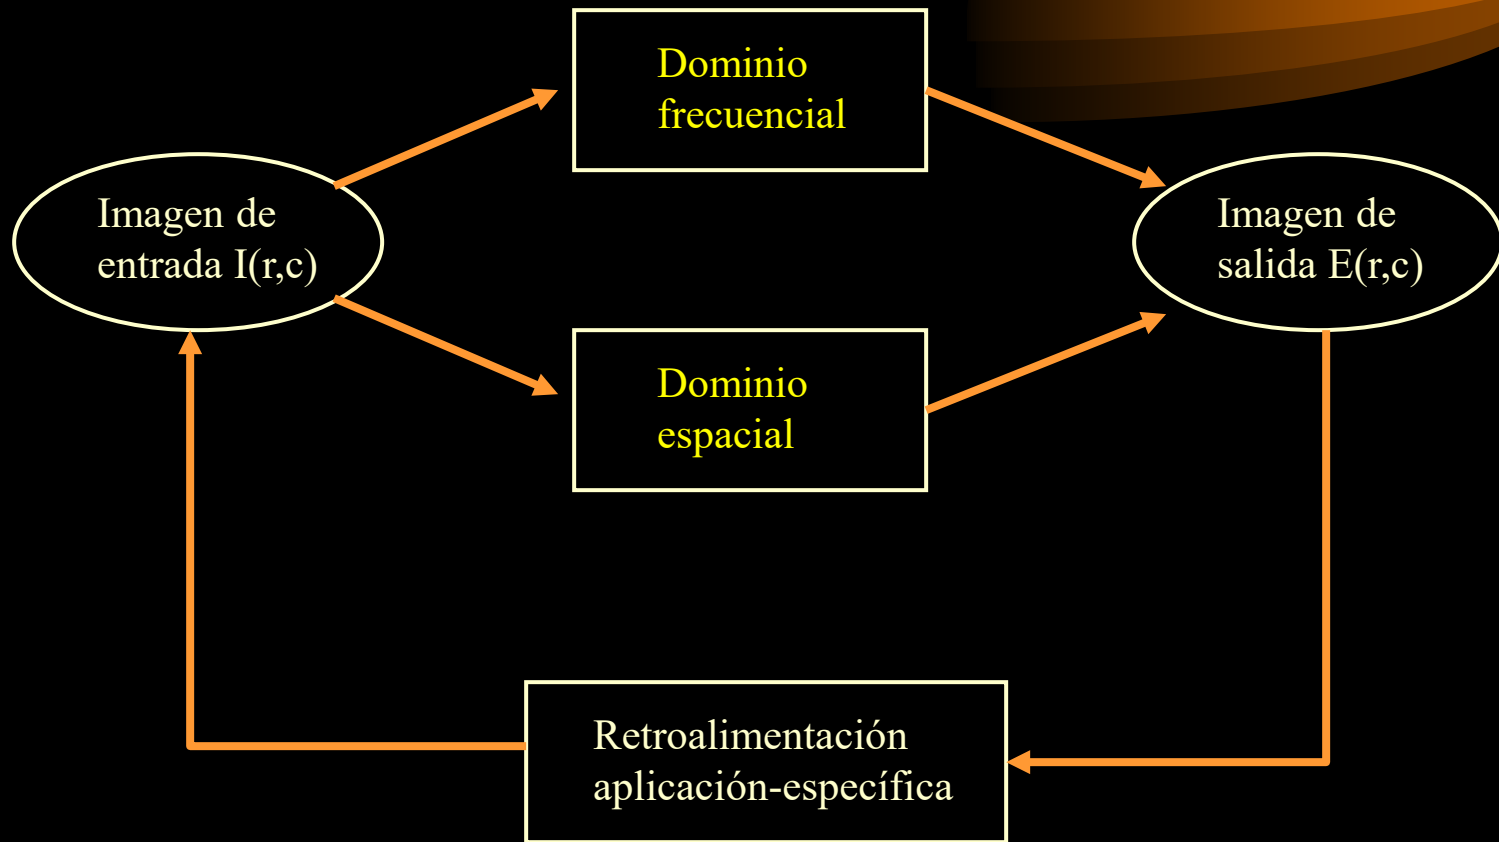 Dominio
frecuencial
Imagen de
entrada I(r,c)
Imagen de
salida E(r,c)
Dominio
espacial
Retroalimentación
aplicación-específica